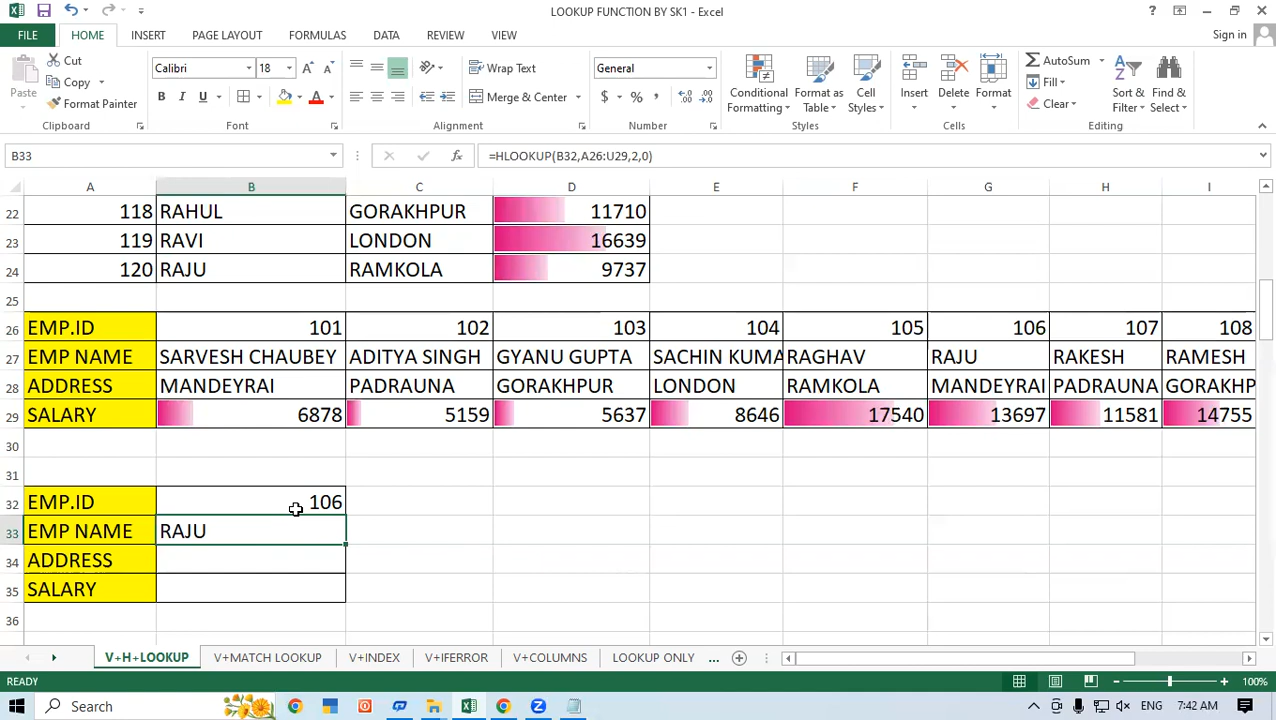 LOOKUP FUNCTION BY SK1 - Excel
FILE HOME INSERT PAGE LAYOUT FORMULAS DATA REVIEW VIEW Sign in
Paste Cut Copy Format Painter Clipboard
Calibri 18 B I U A Font
Wrap Text Merge & Center Alignment
General $ % , Number
Conditional Formatting Format as Table Cell Styles Styles
Insert Delete Format Cells
AutoSum Fill Clear Sort & Filter Find & Select Editing
B33 fx =HLOOKUP(B32,A26:U29,2,0)
A B C D E F G H I
22 118 RAHUL GORAKHPUR 11710
23 119 RAVI LONDON 16639
24 120 RAJU RAMKOLA 9737
25
26 EMP.ID 101 102 103 104 105 106 107 108
27 EMP NAME SARVESH CHAUBEY ADITYA SINGH GYANU GUPTA SACHIN KUMA RAGHAV RAJU RAKESH RAMESH
28 ADDRESS MANDEYRAI PADRAUNA GORAKHPUR LONDON RAMKOLA MANDEYRAI PADRAUNA GORAKHP
29 SALARY 6878 5159 5637 8646 17540 13697 11581 14755
30
31
32 EMP.ID 106
33 EMP NAME RAJU
34 ADDRESS
35 SALARY
36
V+H+LOOKUP V+MATCH LOOKUP V+INDEX V+IFERROR V+COLUMNS LOOKUP ONLY ...
READY 100%
Search ENG 7:42 AM